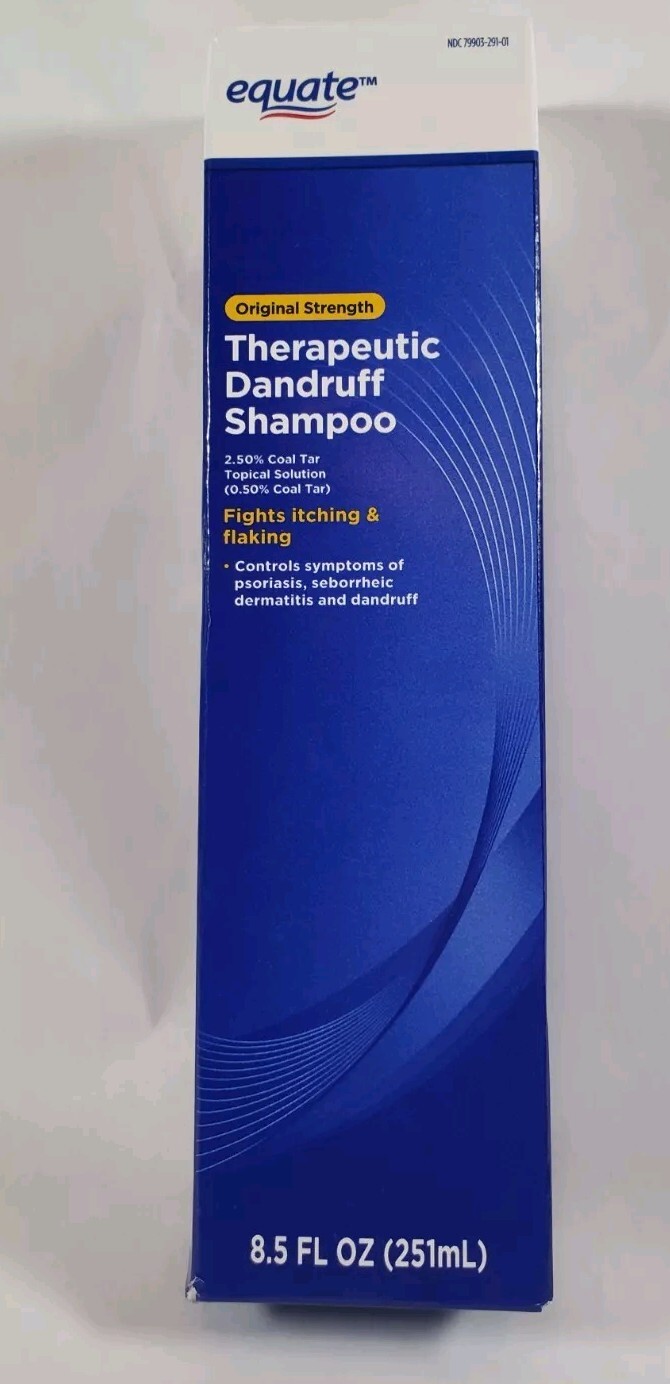 NDC 79903-291-01
equate™
Original Strength
Therapeutic
Dandruff
Shampoo
2.50% Coal Tar
Topical Solution
(0.50% Coal Tar)
Fights itching &
flaking
• Controls symptoms of
psoriasis, seborrheic
dermatitis and dandruff
8.5 FL OZ (251mL)